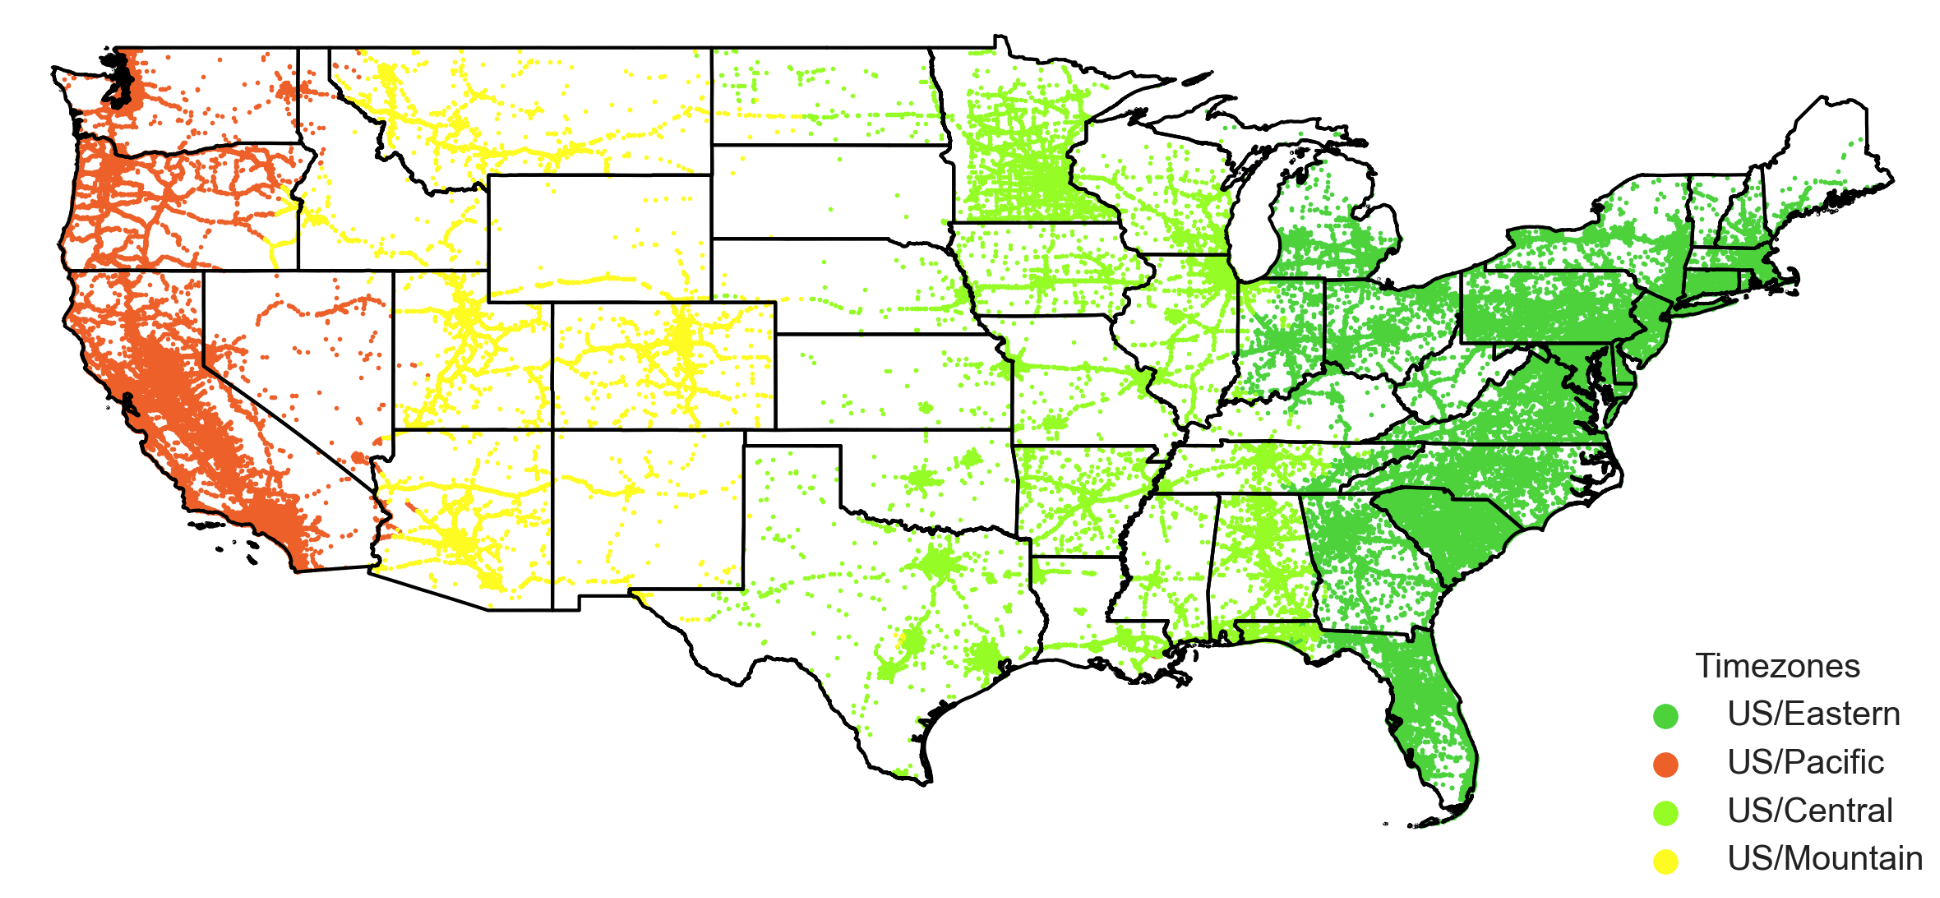 Timezones
US/Eastern
US/Pacific
US/Central
US/Mountain